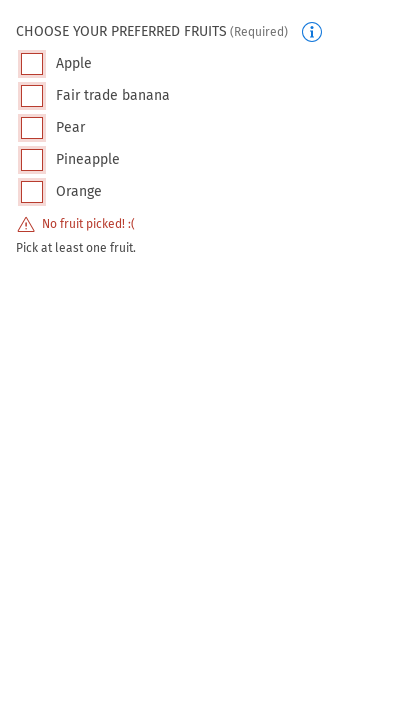 CHOOSE YOUR PREFERRED FRUITS (Required)
Apple
Fair trade banana
Pear
Pineapple
Orange
No fruit picked! :(
Pick at least one fruit.